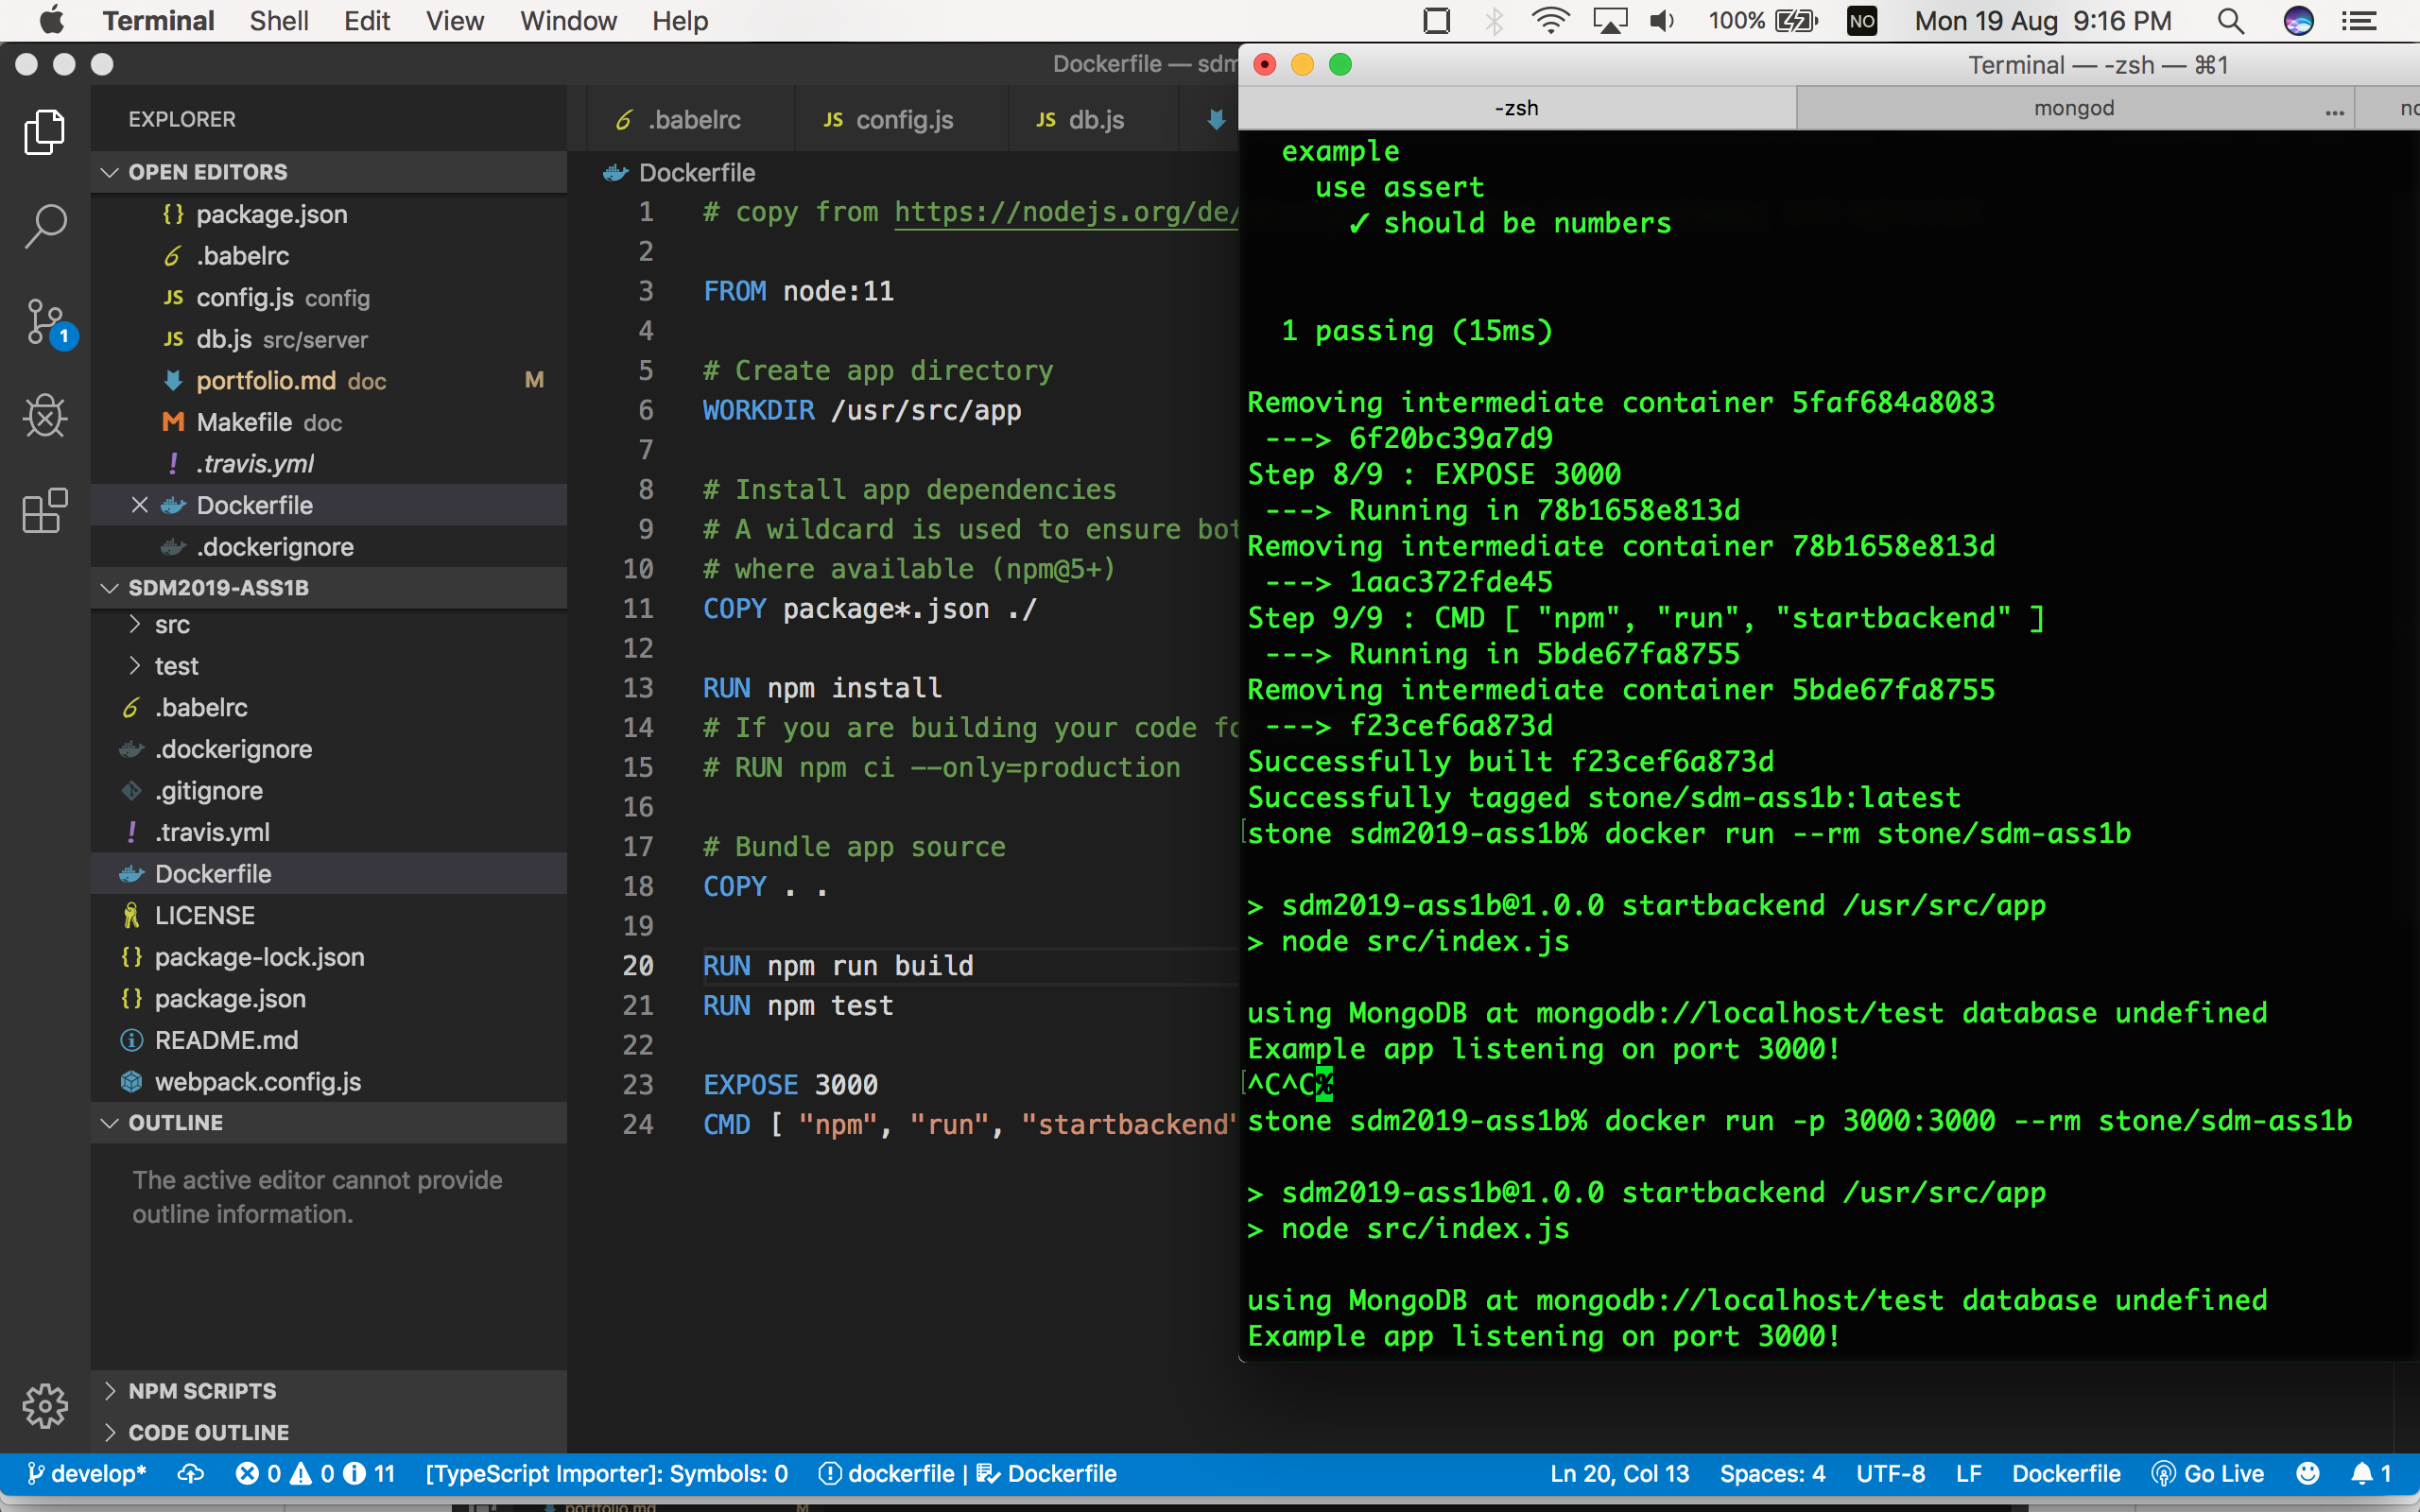 Terminal Shell Edit View Window Help 100% NO Mon 19 Aug 9:16 PM
Dockerfile — sdm
Terminal — -zsh — ⌘1
-zsh mongod ...
EXPLORER
OPEN EDITORS
package.json
.babelrc
JS config.js config
JS db.js src/server
portfolio.md doc M
M Makefile doc
! .travis.yml
Dockerfile
.dockerignore
SDM2019-ASS1B
src
test
.babelrc
.dockerignore
.gitignore
! .travis.yml
Dockerfile
LICENSE
{} package-lock.json
{} package.json
README.md
webpack.config.js
OUTLINE
The active editor cannot provide
outline information.
NPM SCRIPTS
CODE OUTLINE
1
.babelrc JS config.js JS db.js
Dockerfile
1 # copy from https://nodejs.org/de/
2
3 FROM node:11
4
5 # Create app directory
6 WORKDIR /usr/src/app
7
8 # Install app dependencies
9 # A wildcard is used to ensure bot
10 # where available (npm@5+)
11 COPY package*.json ./
12
13 RUN npm install
14 # If you are building your code fo
15 # RUN npm ci --only=production
16
17 # Bundle app source
18 COPY . .
19
20 RUN npm run build
21 RUN npm test
22
23 EXPOSE 3000
24 CMD [ "npm", "run", "startbackend"
example
use assert
✓ should be numbers
1 passing (15ms)
Removing intermediate container 5faf684a8083
---> 6f20bc39a7d9
Step 8/9 : EXPOSE 3000
---> Running in 78b1658e813d
Removing intermediate container 78b1658e813d
---> 1aac372fde45
Step 9/9 : CMD [ "npm", "run", "startbackend" ]
---> Running in 5bde67fa8755
Removing intermediate container 5bde67fa8755
---> f23cef6a873d
Successfully built f23cef6a873d
Successfully tagged stone/sdm-ass1b:latest
[stone sdm2019-ass1b% docker run --rm stone/sdm-ass1b
> sdm2019-ass1b@1.0.0 startbackend /usr/src/app
> node src/index.js
using MongoDB at mongodb://localhost/test database undefined
Example app listening on port 3000!
[^C^C%
stone sdm2019-ass1b% docker run -p 3000:3000 --rm stone/sdm-ass1b
> sdm2019-ass1b@1.0.0 startbackend /usr/src/app
> node src/index.js
using MongoDB at mongodb://localhost/test database undefined
Example app listening on port 3000!
develop* 0 0 11 [TypeScript Importer]: Symbols: 0 dockerfile | Dockerfile Ln 20, Col 13 Spaces: 4 UTF-8 LF Dockerfile Go Live 1